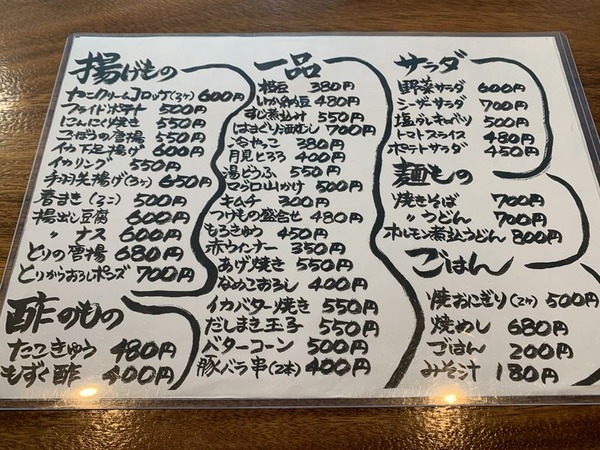 揚げもの
カニクリームコロッケ(2ヶ) 600円
フライドポテト 500円
にんにく焼き 550円
ごぼうの唐揚 550円
イカ下足揚げ 600円
イカリング 550円
手羽先揚げ(3ヶ) 650円
春まき(2こ) 500円
揚出し豆腐 600円
〃 ナス 600円
とりの唐揚 680円
とりからおろしポンズ 700円
酢のもの
たこきゅう 480円
もずく酢 400円
一品
枝豆 380円
いか納豆 480円
すじ煮込み 550円
はまぐり酒むし 700円
冷やっこ 380円
月見とろろ 400円
湯どうふ 550円
マグロ山かけ 500円
キムチ 300円
つけもの盛合せ 480円
もろきゅう 450円
赤ウインナー 350円
あげ焼き 550円
なめこおろし 400円
イカバター焼き 550円
だしまき玉子 550円
バターコーン 500円
豚バラ串(2本) 400円
サラダ
野菜サラダ 600円
シーザーサラダ 700円
塩だれキャベツ 500円
トマトスライス 480円
ポテトサラダ 450円
麺もの
焼きそば 700円
〃うどん 700円
ホルモン煮込うどん 800円
ごはん
焼おにぎり(2ヶ) 500円
焼めし 680円
ごはん 200円
みそ汁 180円